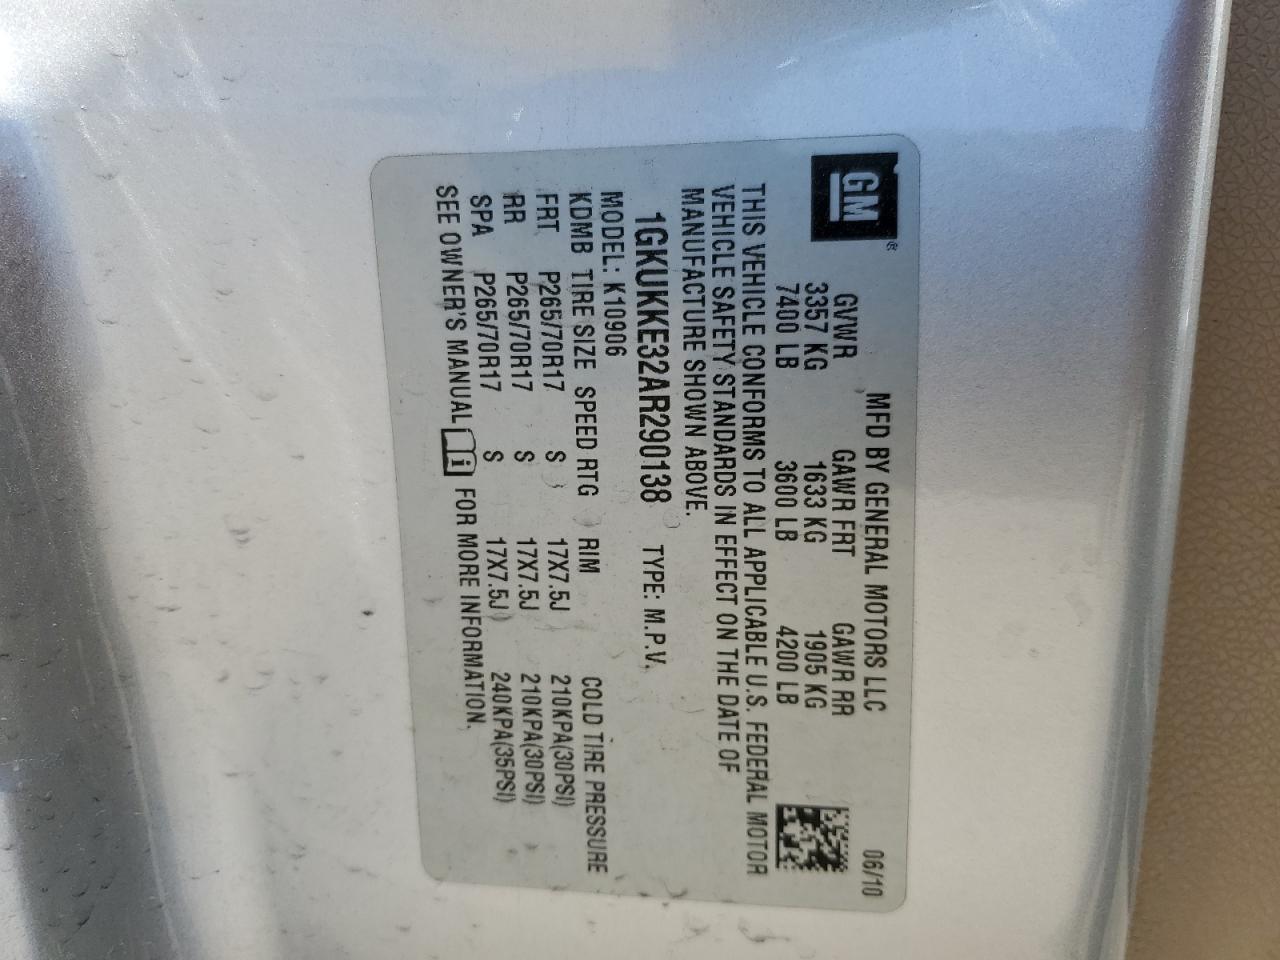 GM®
MFD BY GENERAL MOTORS LLC 06/10
GVWR GAWR FRT GAWR RR
3357 KG 1633 KG 1905 KG
7400 LB 3600 LB 4200 LB
THIS VEHICLE CONFORMS TO ALL APPLICABLE U.S. FEDERAL MOTOR
VEHICLE SAFETY STANDARDS IN EFFECT ON THE DATE OF
MANUFACTURE SHOWN ABOVE.
1GKUKKE32AR290138 TYPE: M.P.V.
MODEL: K10906
KDMB TIRE SIZE SPEED RTG RIM COLD TIRE PRESSURE
FRT P265/70R17 S 17X7.5J 210KPA(30PSI)
RR P265/70R17 S 17X7.5J 210KPA(30PSI)
SPA P265/70R17 S 17X7.5J 240KPA(35PSI)
SEE OWNER'S MANUAL i FOR MORE INFORMATION.